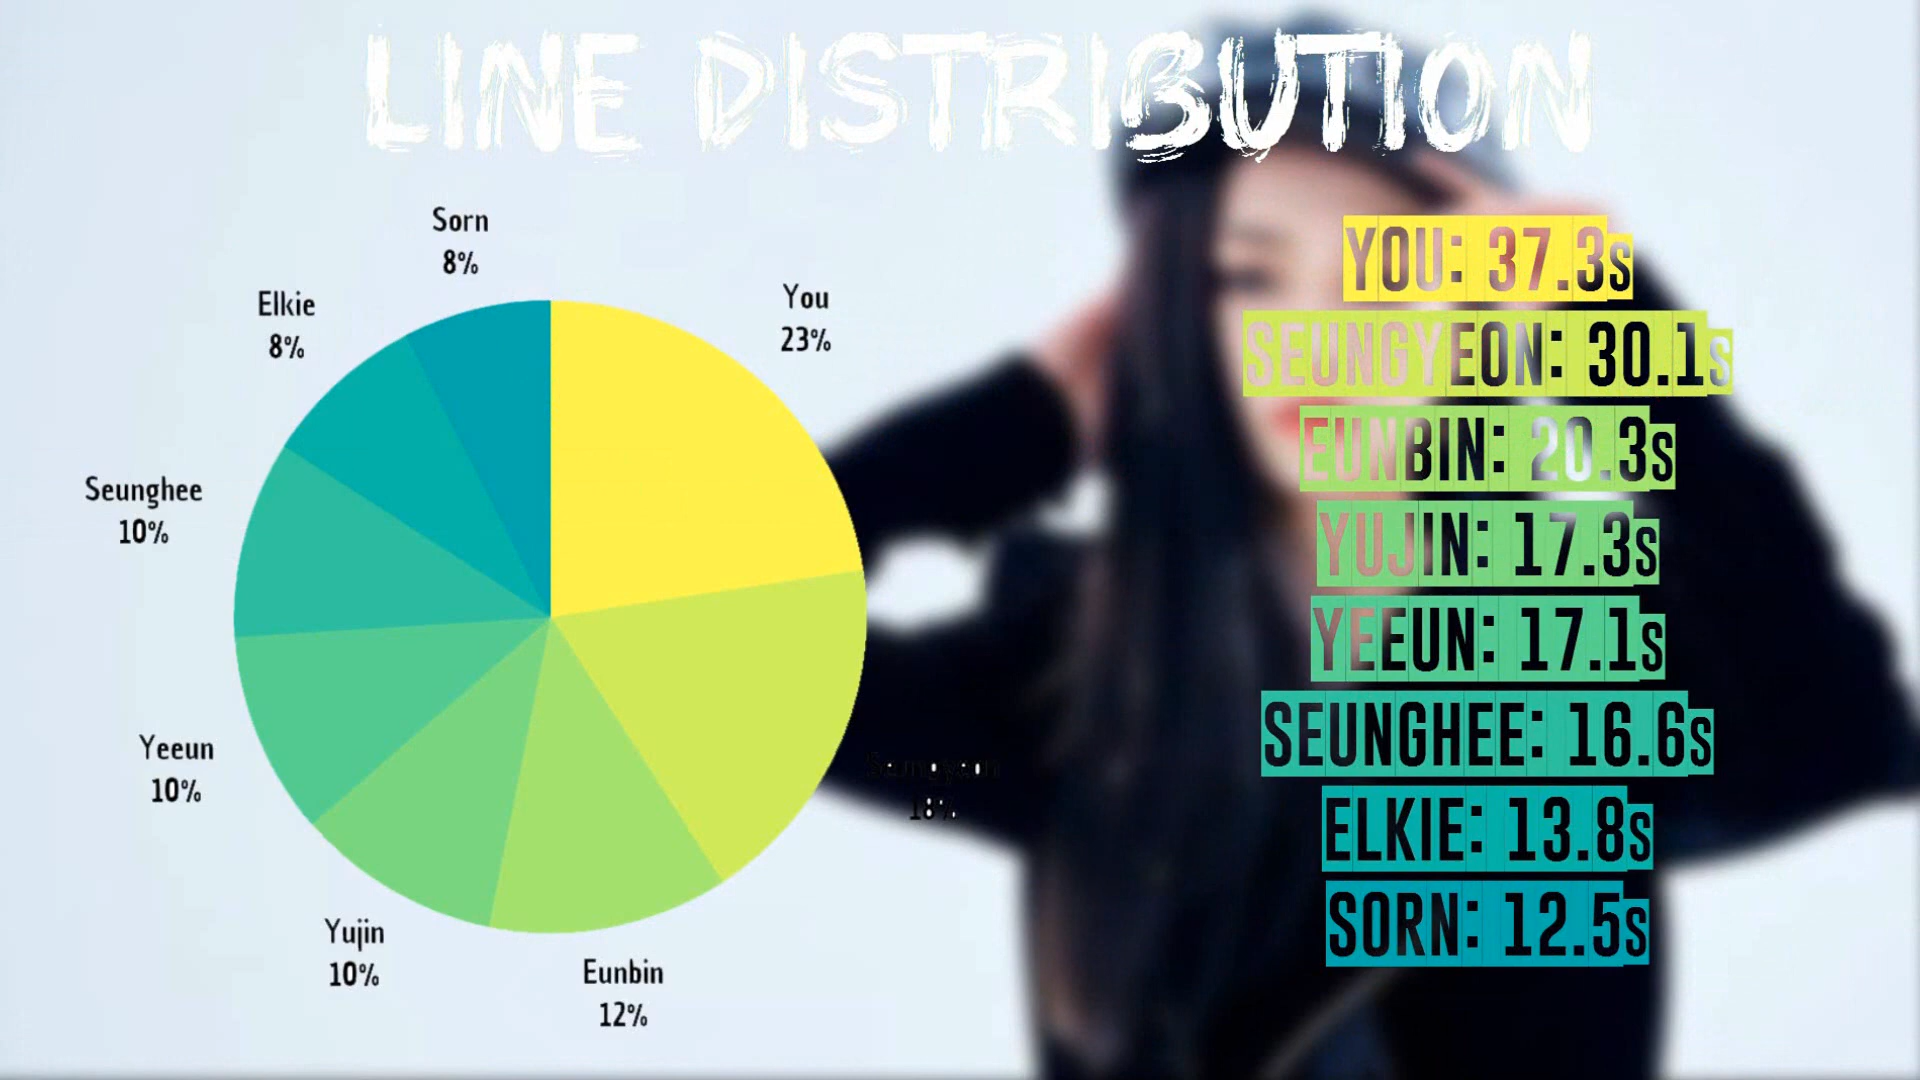 LINE DISTRIBUTION
Sorn
8%
You
23%
Elkie
8%
Seunghee
10%
Seungyeon
18%
Yeeun
10%
Yujin
10%
Eunbin
12%
YOU: 37.3s
SEUNGYEON: 30.1s
EUNBIN: 20.3s
YUJIN: 17.3s
YEEUN: 17.1s
SEUNGHEE: 16.6s
ELKIE: 13.8s
SORN: 12.5s